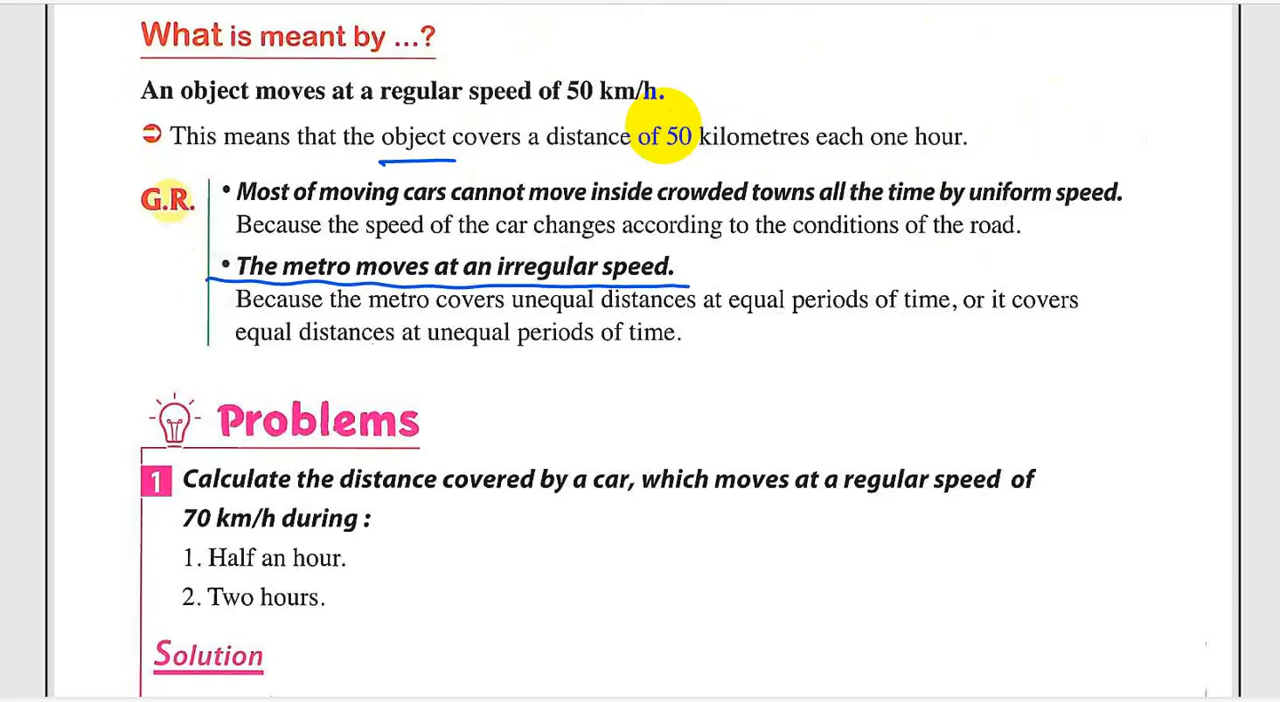 What is meant by ...?
An object moves at a regular speed of 50 km/h.
This means that the object covers a distance of 50 kilometres each one hour.
G.R.
• Most of moving cars cannot move inside crowded towns all the time by uniform speed.
Because the speed of the car changes according to the conditions of the road.
• The metro moves at an irregular speed.
Because the metro covers unequal distances at equal periods of time, or it covers
equal distances at unequal periods of time.
Problems
1 Calculate the distance covered by a car, which moves at a regular speed of
70 km/h during :
1. Half an hour.
2. Two hours.
Solution